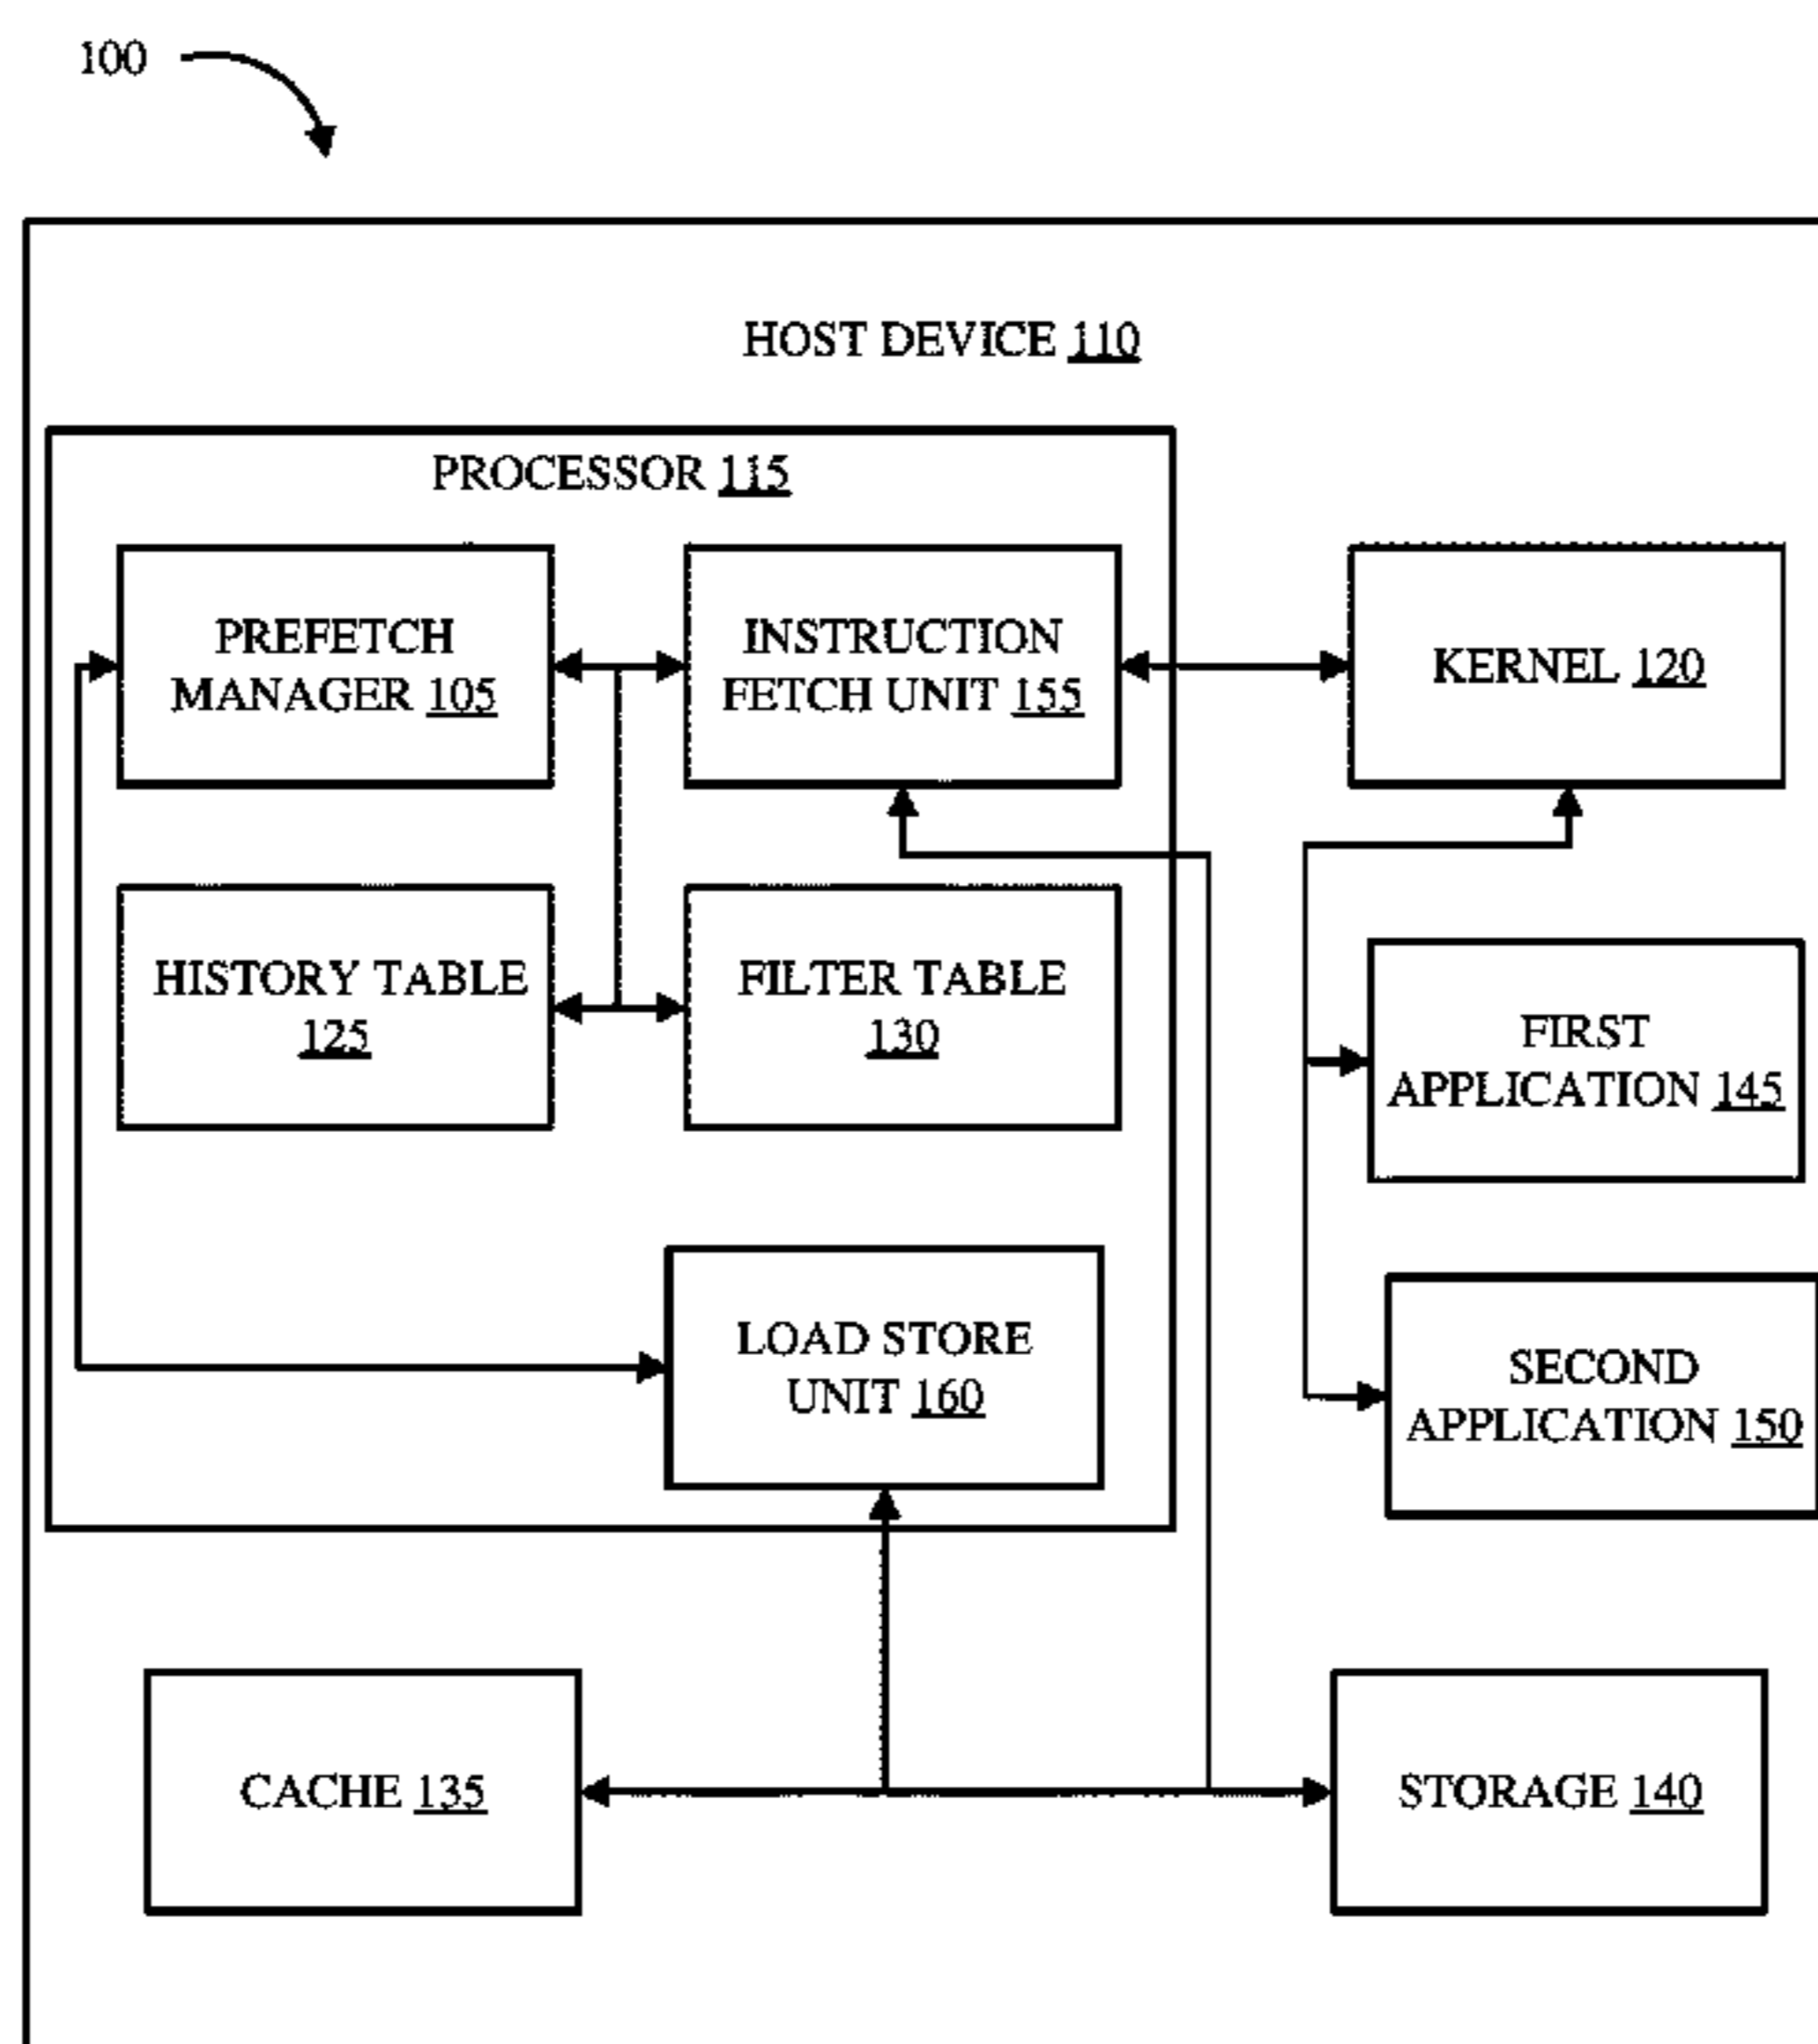 100
HOST DEVICE 110
PROCESSOR 115
PREFETCH
MANAGER 105
INSTRUCTION
FETCH UNIT 155
KERNEL 120
HISTORY TABLE
125
FILTER TABLE
130
FIRST
APPLICATION 145
LOAD STORE
UNIT 160
SECOND
APPLICATION 150
CACHE 135
STORAGE 140